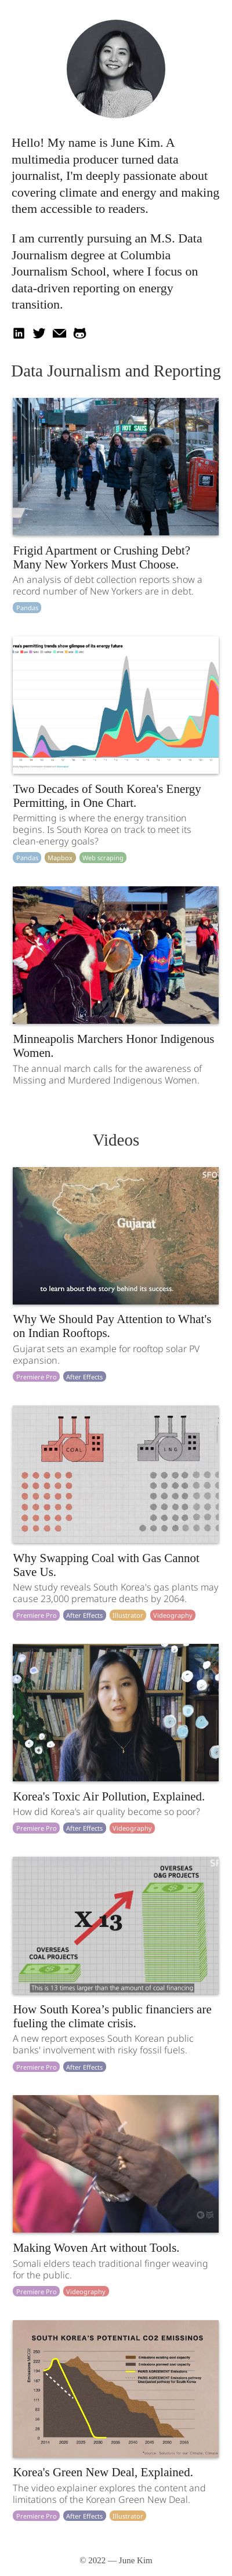 Hello! My name is June Kim. A
multimedia producer turned data
journalist, I'm deeply passionate about
covering climate and energy and making
them accessible to readers.
I am currently pursuing an M.S. Data
Journalism degree at Columbia
Journalism School, where I focus on
data-driven reporting on energy
transition.
Data Journalism and Reporting
HOT SALTS
Frigid Apartment or Crushing Debt?
Many New Yorkers Must Choose.
An analysis of debt collection reports show a
record number of New Yorkers are in debt.
Pandas
rea's permitting trends show glimpse of its energy future
Two Decades of South Korea's Energy
Permitting, in One Chart.
Permitting is where the energy transition
begins. Is South Korea on track to meet its
clean-energy goals?
Pandas Mapbox Web scraping
Minneapolis Marchers Honor Indigenous
Women.
The annual march calls for the awareness of
Missing and Murdered Indigenous Women.
Videos
SFO
Gujarat
to learn about the story behind its success.
Why We Should Pay Attention to What's
on Indian Rooftops.
Gujarat sets an example for rooftop solar PV
expansion.
Premiere Pro After Effects
COAL
LNG
Why Swapping Coal with Gas Cannot
Save Us.
New study reveals South Korea's gas plants may
cause 23,000 premature deaths by 2064.
Premiere Pro After Effects Illustrator Videography
Korea's Toxic Air Pollution, Explained.
How did Korea's air quality become so poor?
Premiere Pro After Effects Videography
OVERSEAS
O&G PROJECTS
X 13
OVERSEAS
COAL PROJECTS
This is 13 times larger than the amount of coal financing
How South Korea’s public financiers are
fueling the climate crisis.
A new report exposes South Korean public
banks' involvement with risky fossil fuels.
Premiere Pro After Effects
Making Woven Art without Tools.
Somali elders teach traditional finger weaving
for the public.
Premiere Pro Videography
SOUTH KOREA'S POTENTIAL CO2 EMISSINOS
Korea's Green New Deal, Explained.
The video explainer explores the content and
limitations of the Korean Green New Deal.
Premiere Pro After Effects Illustrator
© 2022 — June Kim